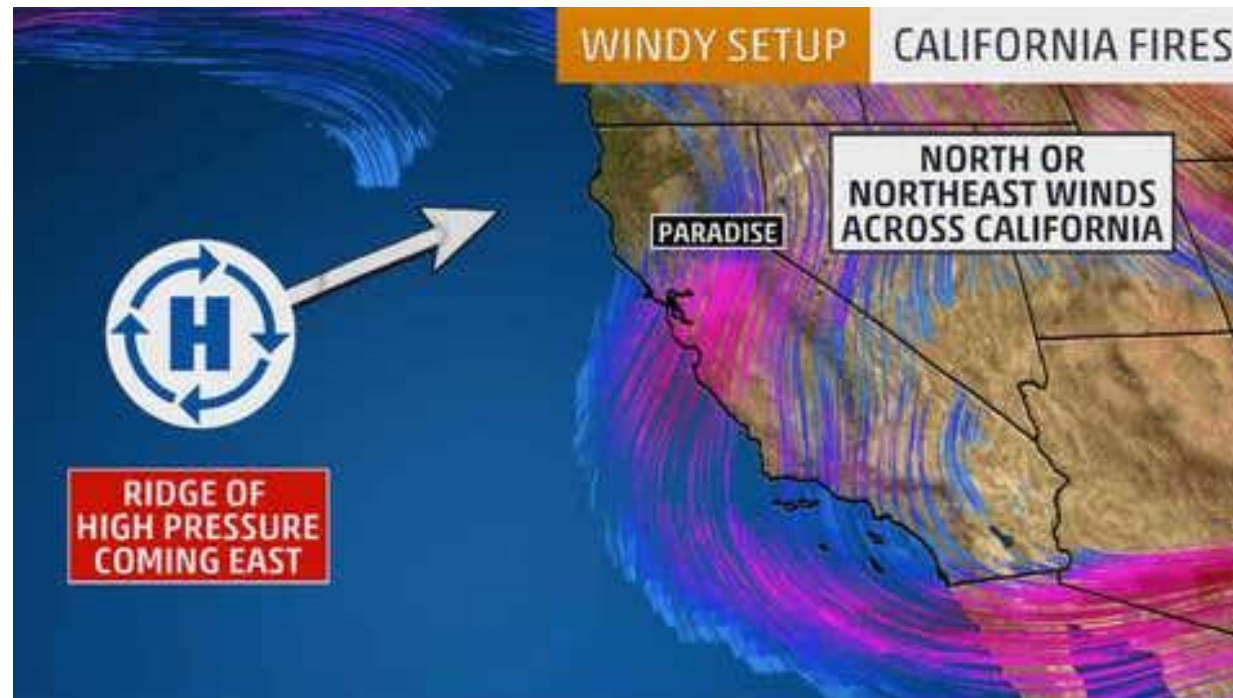 WINDY SETUP
CALIFORNIA FIRES
NORTH OR
NORTHEAST WINDS
ACROSS CALIFORNIA
PARADISE
H
RIDGE OF
HIGH PRESSURE
COMING EAST